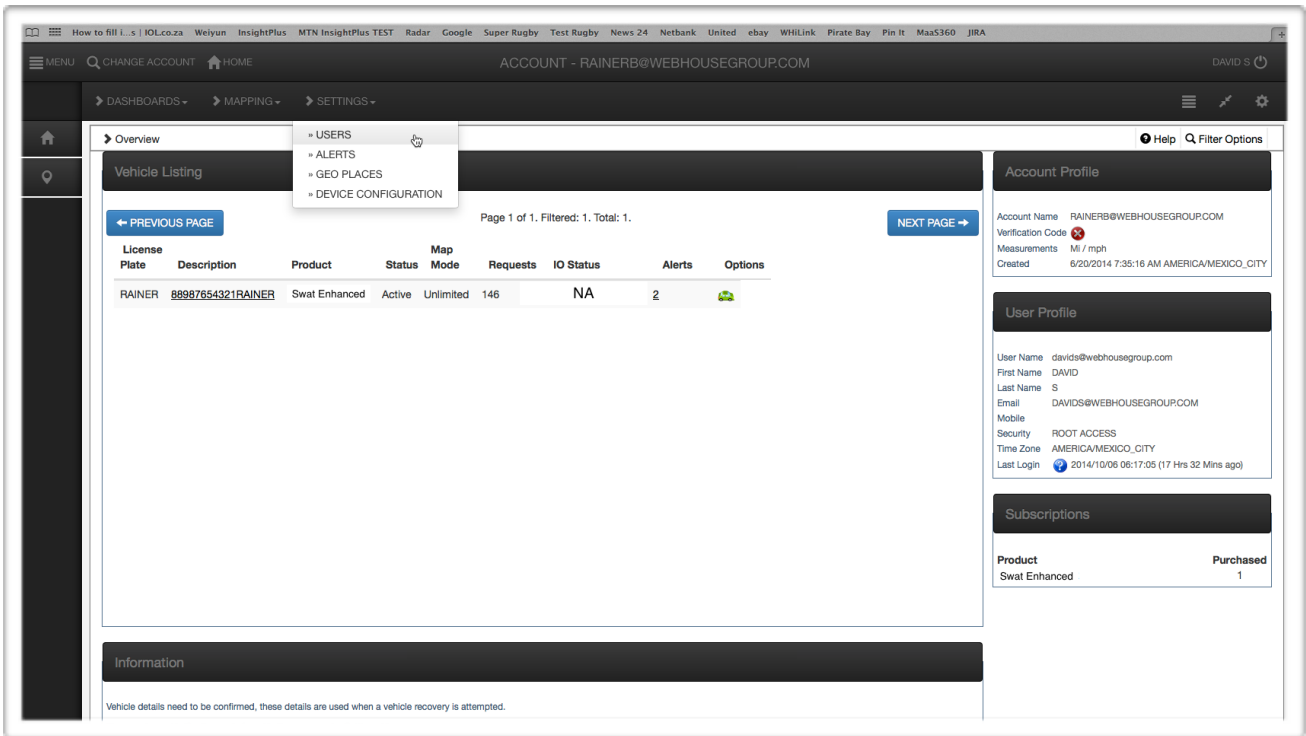 How to fill i...s | IOL.co.za Weiyun InsightPlus MTN InsightPlus TEST Radar Google Super Rugby Test Rugby News 24 Netbank United ebay WHiLink Pirate Bay Pin It MaaS360 JIRA
MENU CHANGE ACCOUNT HOME ACCOUNT - RAINERB@WEBHOUSEGROUP.COM DAVID S
DASHBOARDS MAPPING SETTINGS
Overview
» USERS
» ALERTS
» GEO PLACES
» DEVICE CONFIGURATION
Help Filter Options
Vehicle Listing
PREVIOUS PAGE Page 1 of 1. Filtered: 1. Total: 1. NEXT PAGE
License Plate Description Product Status Map Mode Requests IO Status Alerts Options
RAINER 88987654321RAINER Swat Enhanced Active Unlimited 146 NA 2
Account Profile
Account Name RAINERB@WEBHOUSEGROUP.COM
Verification Code
Measurements Mi / mph
Created 6/20/2014 7:35:16 AM AMERICA/MEXICO_CITY
User Profile
User Name davids@webhousegroup.com
First Name DAVID
Last Name S
Email DAVIDS@WEBHOUSEGROUP.COM
Mobile
Security ROOT ACCESS
Time Zone AMERICA/MEXICO_CITY
Last Login 2014/10/06 06:17:05 (17 Hrs 32 Mins ago)
Subscriptions
Product Purchased
Swat Enhanced 1
Information
Vehicle details need to be confirmed, these details are used when a vehicle recovery is attempted.